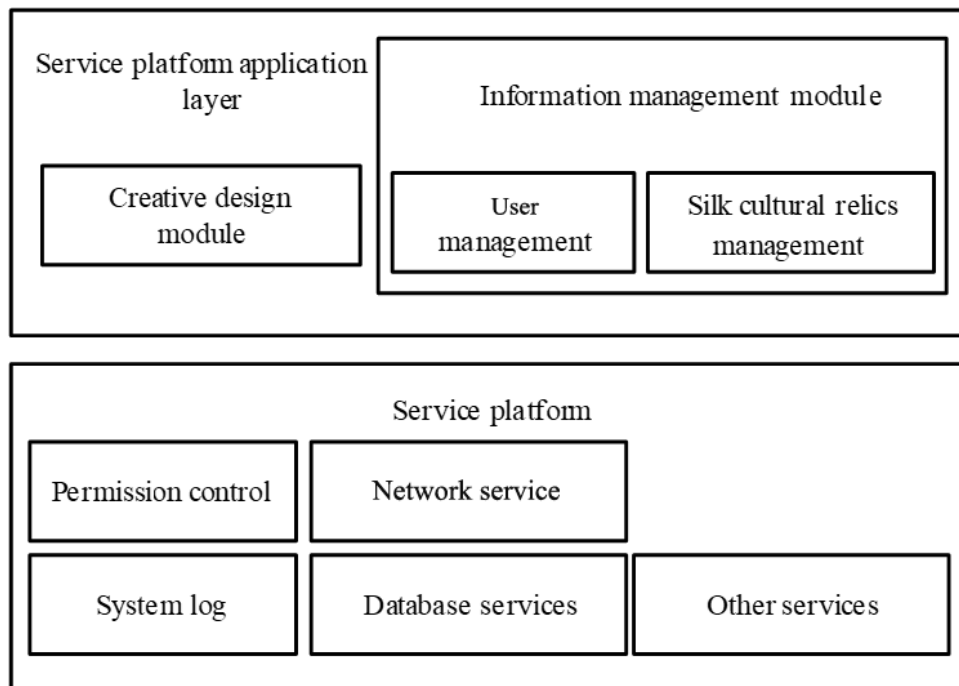 Service platform application
layer
Information management module
Creative design
module
User
management
Silk cultural relics
management
Service platform
Permission control
Network service
System log
Database services
Other services